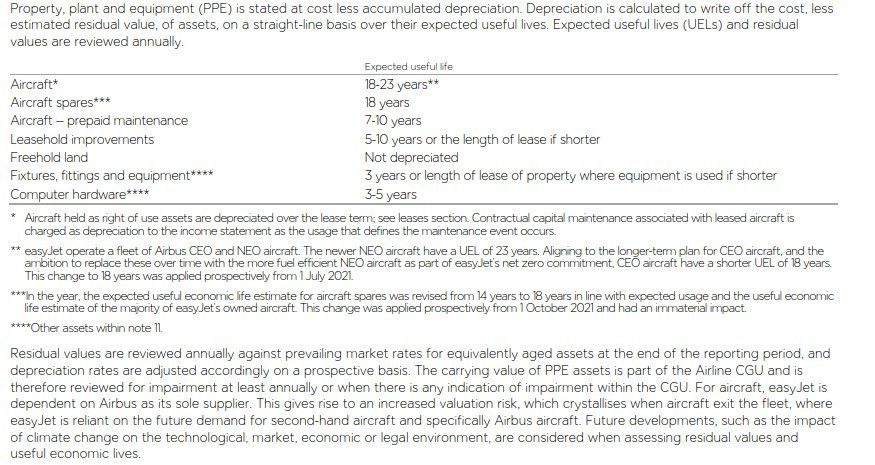 Property, plant and equipment (PPE) is stated at cost less accumulated depreciation. Depreciation is calculated to write off the cost, less
estimated residual value, of assets, on a straight-line basis over their expected useful lives. Expected useful lives (UELs) and residual
values are reviewed annually.
Expected useful life
Aircraft* 18-23 years**
Aircraft spares*** 18 years
Aircraft – prepaid maintenance 7-10 years
Leasehold improvements 5-10 years or the length of lease if shorter
Freehold land Not depreciated
Fixtures, fittings and equipment**** 3 years or length of lease of property where equipment is used if shorter
Computer hardware**** 3-5 years
* Aircraft held as right of use assets are depreciated over the lease term; see leases section. Contractual capital maintenance associated with leased aircraft is
charged as depreciation to the income statement as the usage that defines the maintenance event occurs.
** easyJet operate a fleet of Airbus CEO and NEO aircraft. The newer NEO aircraft have a UEL of 23 years. Aligning to the longer-term plan for CEO aircraft, and the
ambition to replace these over time with the more fuel efficient NEO aircraft as part of easyJet's net zero commitment, CEO aircraft have a shorter UEL of 18 years.
This change to 18 years was applied prospectively from 1 July 2021.
***In the year, the expected useful economic life estimate for aircraft spares was revised from 14 years to 18 years in line with expected usage and the useful economic
life estimate of the majority of easyJet's owned aircraft. This change was applied prospectively from 1 October 2021 and had an immaterial impact.
****Other assets within note 11.
Residual values are reviewed annually against prevailing market rates for equivalently aged assets at the end of the reporting period, and
depreciation rates are adjusted accordingly on a prospective basis. The carrying value of PPE assets is part of the Airline CGU and is
therefore reviewed for impairment at least annually or when there is any indication of impairment within the CGU. For aircraft, easyJet is
dependent on Airbus as its sole supplier. This gives rise to an increased valuation risk, which crystallises when aircraft exit the fleet, where
easyJet is reliant on the future demand for second-hand aircraft and specifically Airbus aircraft. Future developments, such as the impact
of climate change on the technological, market, economic or legal environment, are considered when assessing residual values and
useful economic lives.